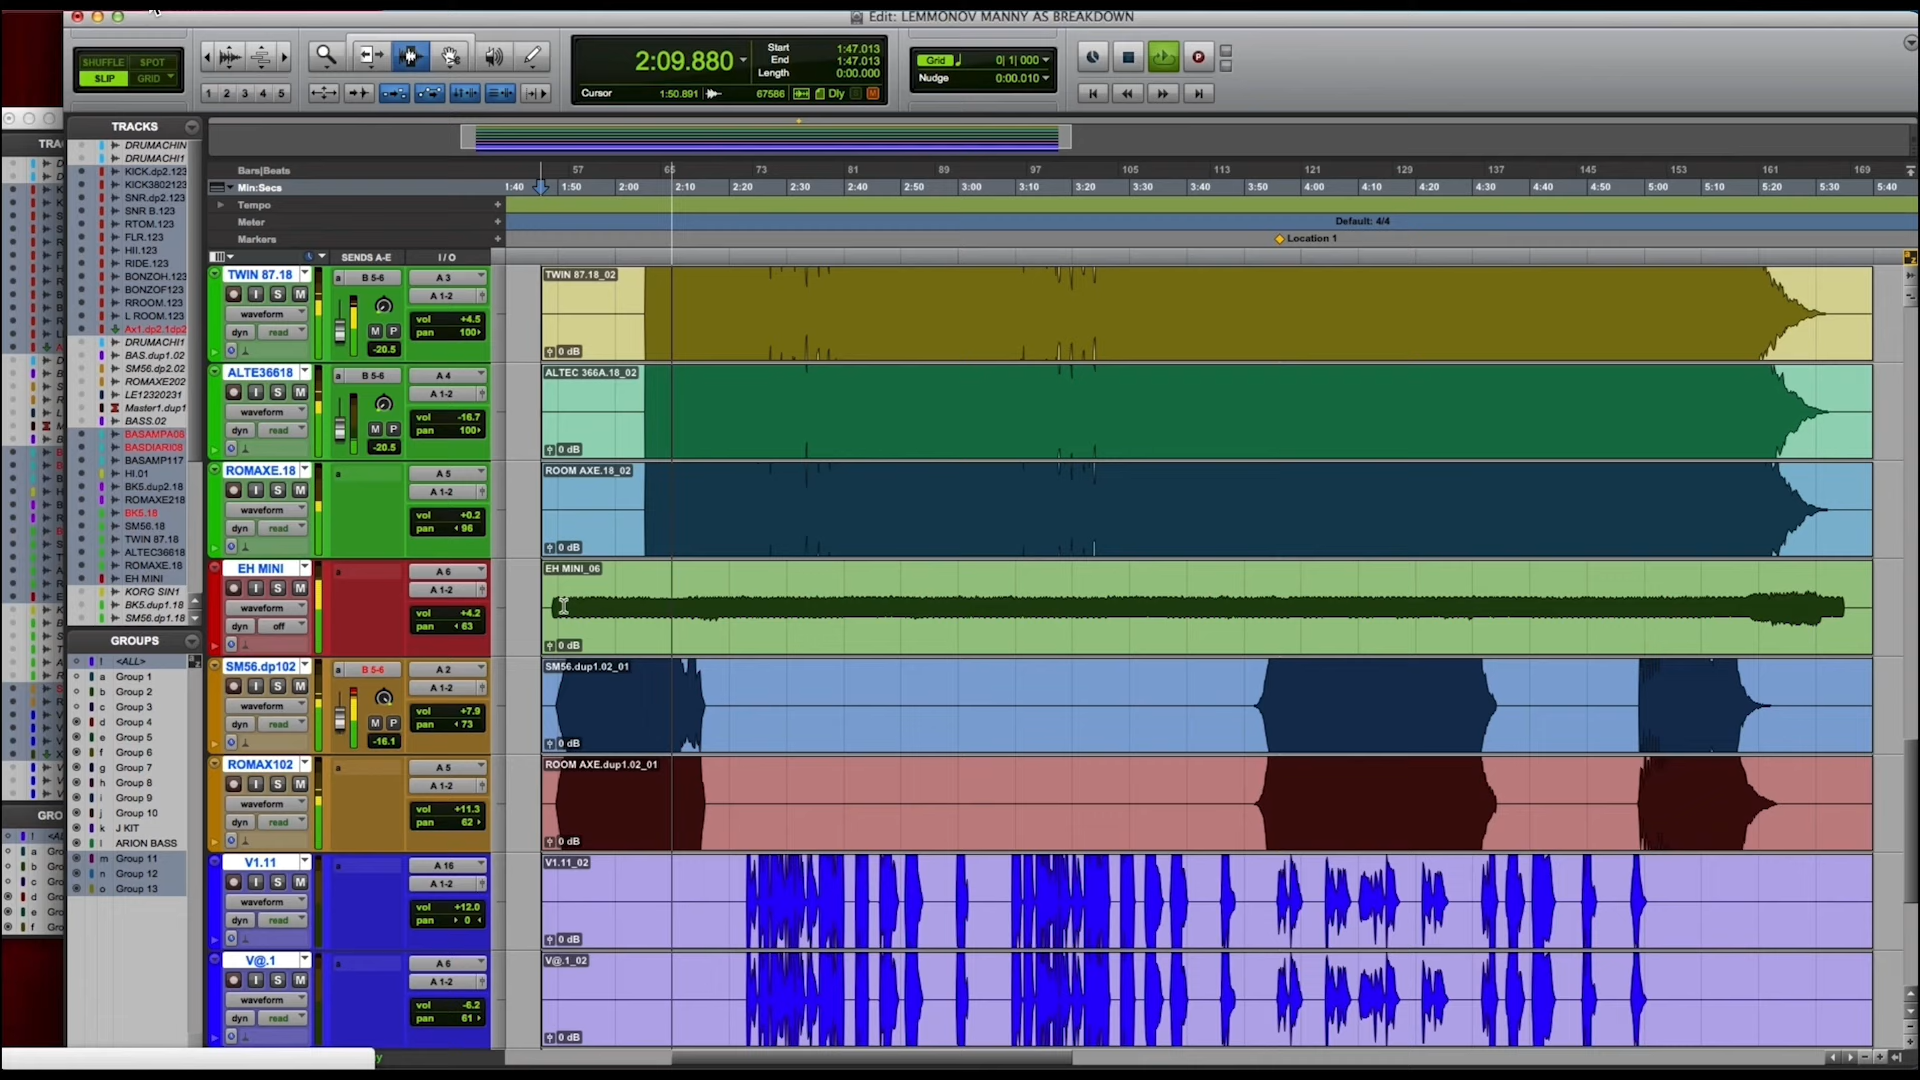 Edit: LEMMONOV MANNY AS BREAKDOWN
SHUFFLE SPOT
SLIP GRID
1 2 3 4 5
2:09.880
Start 1:47.013
End 1:47.013
Length 0:00.000
Cursor 1:50.891 67586 Dly
Grid 0| 1| 000
Nudge 0:00.010
TRACKS
DRUMACHIN
DRUMACHI1
KICK.dp2.123
KICK3802123
SNR.dp2.123
SNR B.123
RTOM.123
FLR.123
HII.123
RIDE.123
BONZOH.123
BONZOF123
RROOM.123
L ROOM.123
Ax1.dp2.1dp2
DRUMACHI1
BAS.dup1.02
SM56.dp2.02
ROMAXE202
LE12320231
Master1.dup1
BASS.02
BASAMPA06
BASDIARI08
BASAMP117
HI.01
BK5.dup2.18
ROMAXE218
BK5.18
SM56.18
TWIN 87.18
ALTEC36618
ROMAXE.18
EH MINI
KORG SIN1
BK5.dup1.18
SM56.dp1.18
GROUPS
! <ALL>
a Group 1
b Group 2
c Group 3
d Group 4
e Group 5
f Group 6
g Group 7
h Group 8
i Group 9
j Group 10
k J KIT
l ARION BASS
m Group 11
n Group 12
o Group 13
Bars|Beats 57 65 73 81 89 97 105 113 121 129 137 145 153 161 169
Min:Secs 1:40 1:50 2:00 2:10 2:20 2:30 2:40 2:50 3:00 3:10 3:20 3:30 3:40 3:50 4:00 4:10 4:20 4:30 4:40 4:50 5:00 5:10 5:20 5:30 5:40
Tempo
Meter Default: 4/4
Markers Location 1
SENDS A-E I / O
TWIN 87.18 a B 5-6 A 3 TWIN 87.18_02
I S M A 1-2
waveform vol +4.5
dyn read M P pan 100
-20.5 0 dB
ALTE36618 a B 5-6 A 4 ALTEC 366A.18_02
I S M A 1-2
waveform vol -16.7
dyn read M P pan 100
-20.5 0 dB
ROMAXE.18 a A 5 ROOM AXE.18_02
I S M A 1-2
waveform vol +0.2
dyn read pan 96
0 dB
EH MINI a A 6 EH MINI_06
I S M A 1-2
waveform vol +4.2
dyn off pan 63
0 dB
SM56.dp102 a B 5-6 A 2 SM56.dup1.02_01
I S M A 1-2
waveform vol +7.9
dyn read M P pan 73
-16.1 0 dB
ROMAX102 a A 5 ROOM AXE.dup1.02_01
I S M A 1-2
waveform vol +11.3
dyn read pan 62
0 dB
V1.11 a A 16 V1.11_02
I S M A 1-2
waveform vol +12.0
dyn read pan 0
0 dB
V@.1 a A 6 V@.1_02
I S M A 1-2
waveform vol -6.2
dyn read pan 61
0 dB